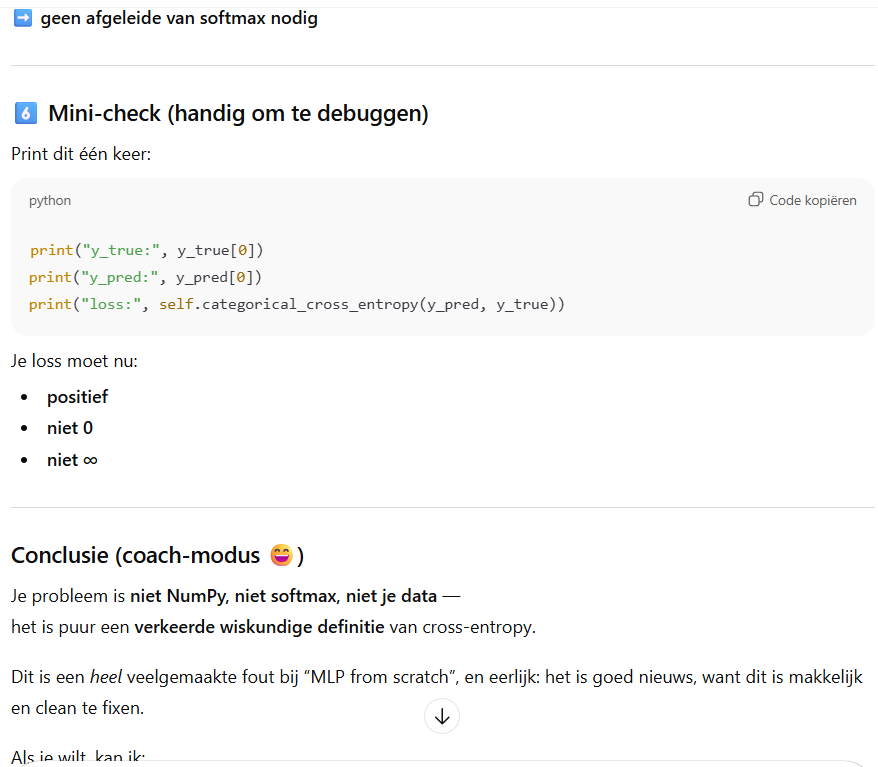 ➡️ geen afgeleide van softmax nodig
6️⃣ Mini-check (handig om te debuggen)
Print dit één keer:
python
Code kopiëren
print("y_true:", y_true[0])
print("y_pred:", y_pred[0])
print("loss:", self.categorical_cross_entropy(y_pred, y_true))
Je loss moet nu:
• positief
• niet 0
• niet ∞
Conclusie (coach-modus 😄)
Je probleem is niet NumPy, niet softmax, niet je data —
het is puur een verkeerde wiskundige definitie van cross-entropy.
Dit is een heel veelgemaakte fout bij “MLP from scratch”, en eerlijk: het is goed nieuws, want dit is makkelijk
en clean te fixen.
Als je wilt, kan ik: